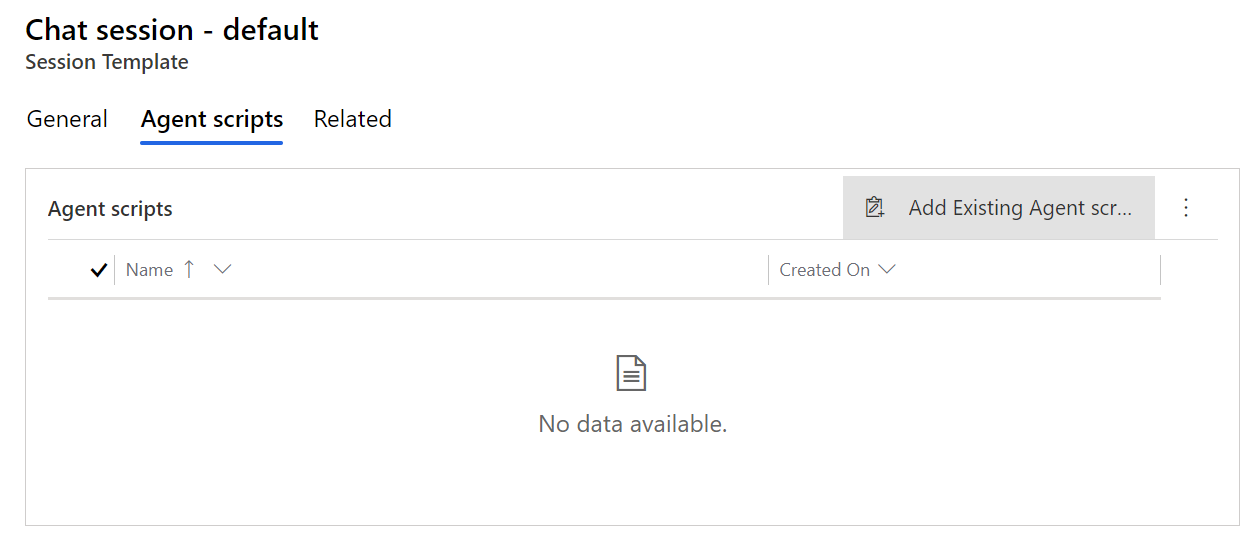 Chat session - default
Session Template
General Agent scripts Related
Agent scripts Add Existing Agent scr...
Name Created On
No data available.